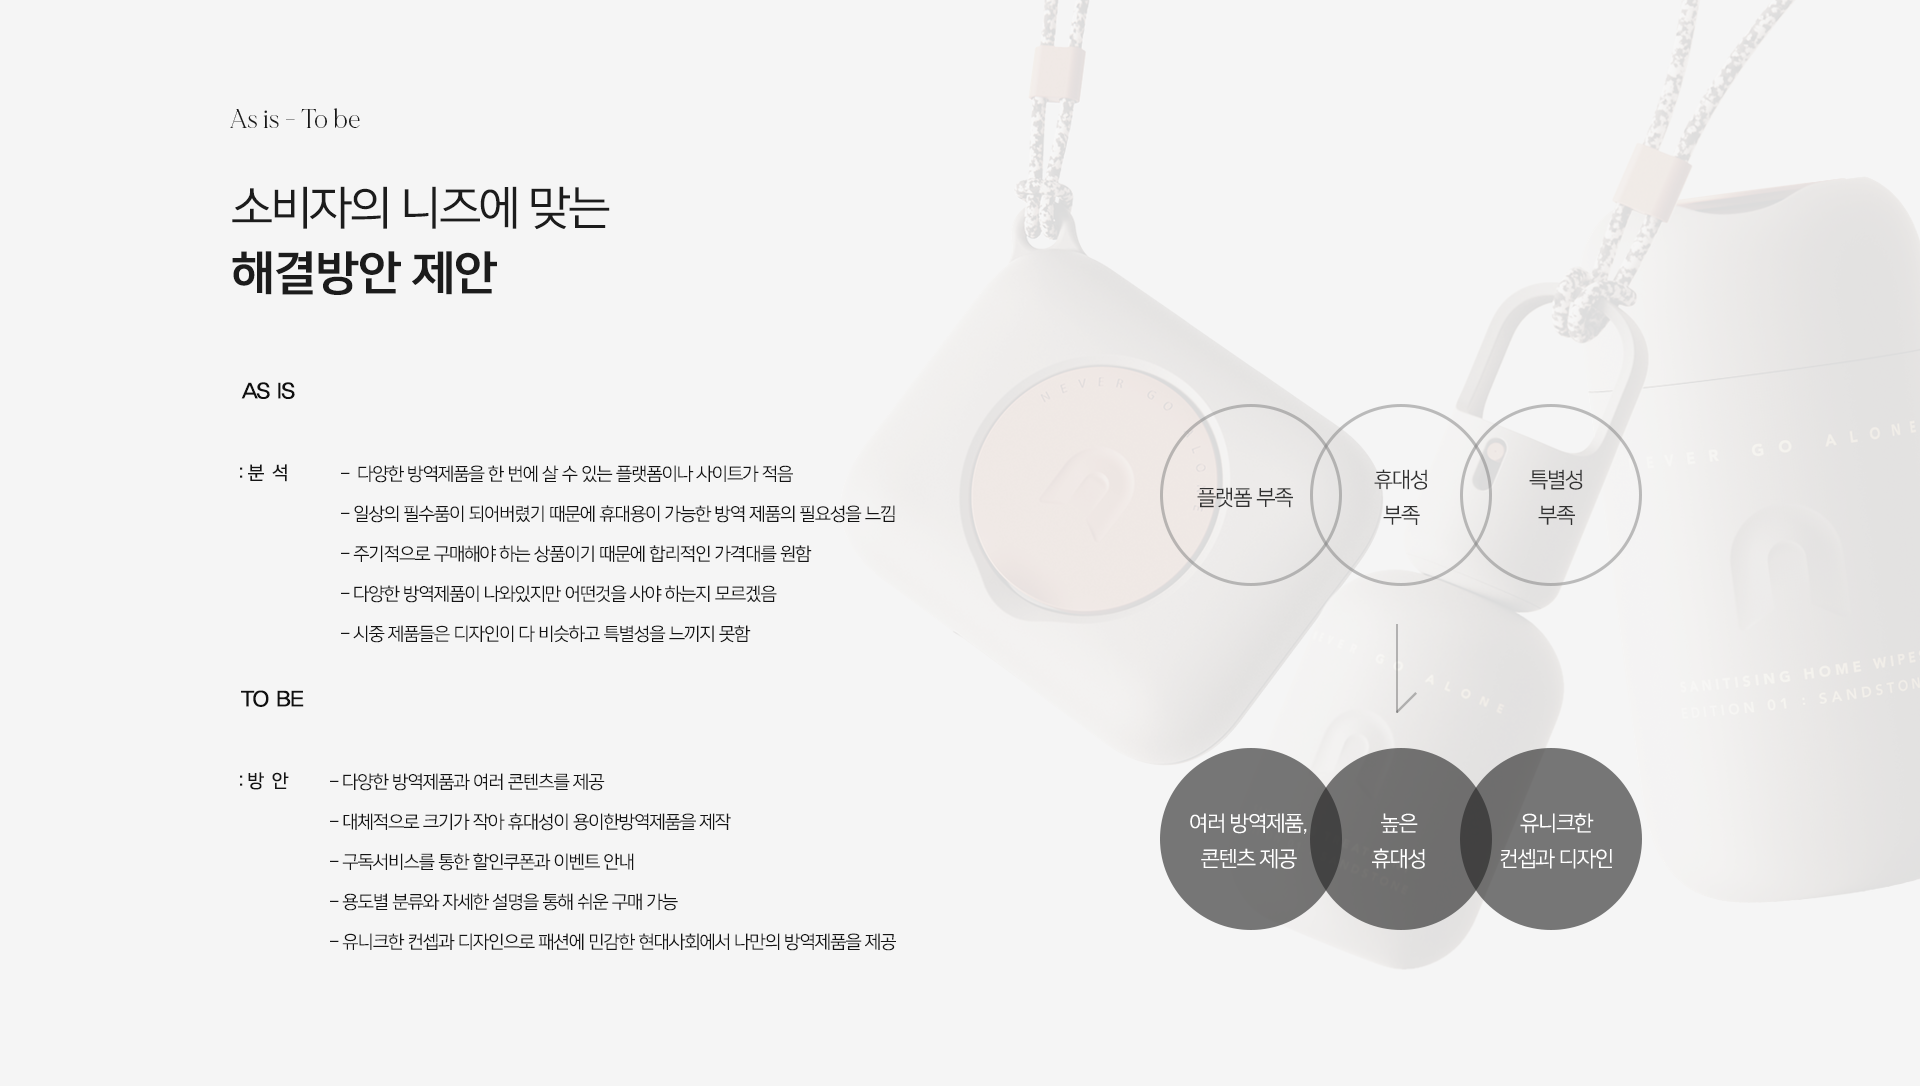 As is - To be
소비자의 니즈에 맞는
해결방안 제안
AS IS
: 분 석
- 다양한 방역제품을 한 번에 살 수 있는 플랫폼이나 사이트가 적음
- 일상의 필수품이 되어버렸기 때문에 휴대용이 가능한 방역 제품의 필요성을 느낌
- 주기적으로 구매해야 하는 상품이기 때문에 합리적인 가격대를 원함
- 다양한 방역제품이 나와있지만 어떤것을 사야 하는지 모르겠음
- 시중 제품들은 디자인이 다 비슷하고 특별성을 느끼지 못함
TO BE
: 방 안
- 다양한 방역제품과 여러 콘텐츠를 제공
- 대체적으로 크기가 작아 휴대성이 용이한방역제품을 제작
- 구독서비스를 통한 할인쿠폰과 이벤트 안내
- 용도별 분류와 자세한 설명을 통해 쉬운 구매 가능
- 유니크한 컨셉과 디자인으로 패션에 민감한 현대사회에서 나만의 방역제품을 제공
플랫폼 부족
휴대성
부족
특별성
부족
여러 방역제품,
콘텐츠 제공
높은
휴대성
유니크한
컨셉과 디자인
NEVER GO
GO ALONE
GO ALONE
SANITISING HOME WIPES
EDITION 01 : SANDSTON